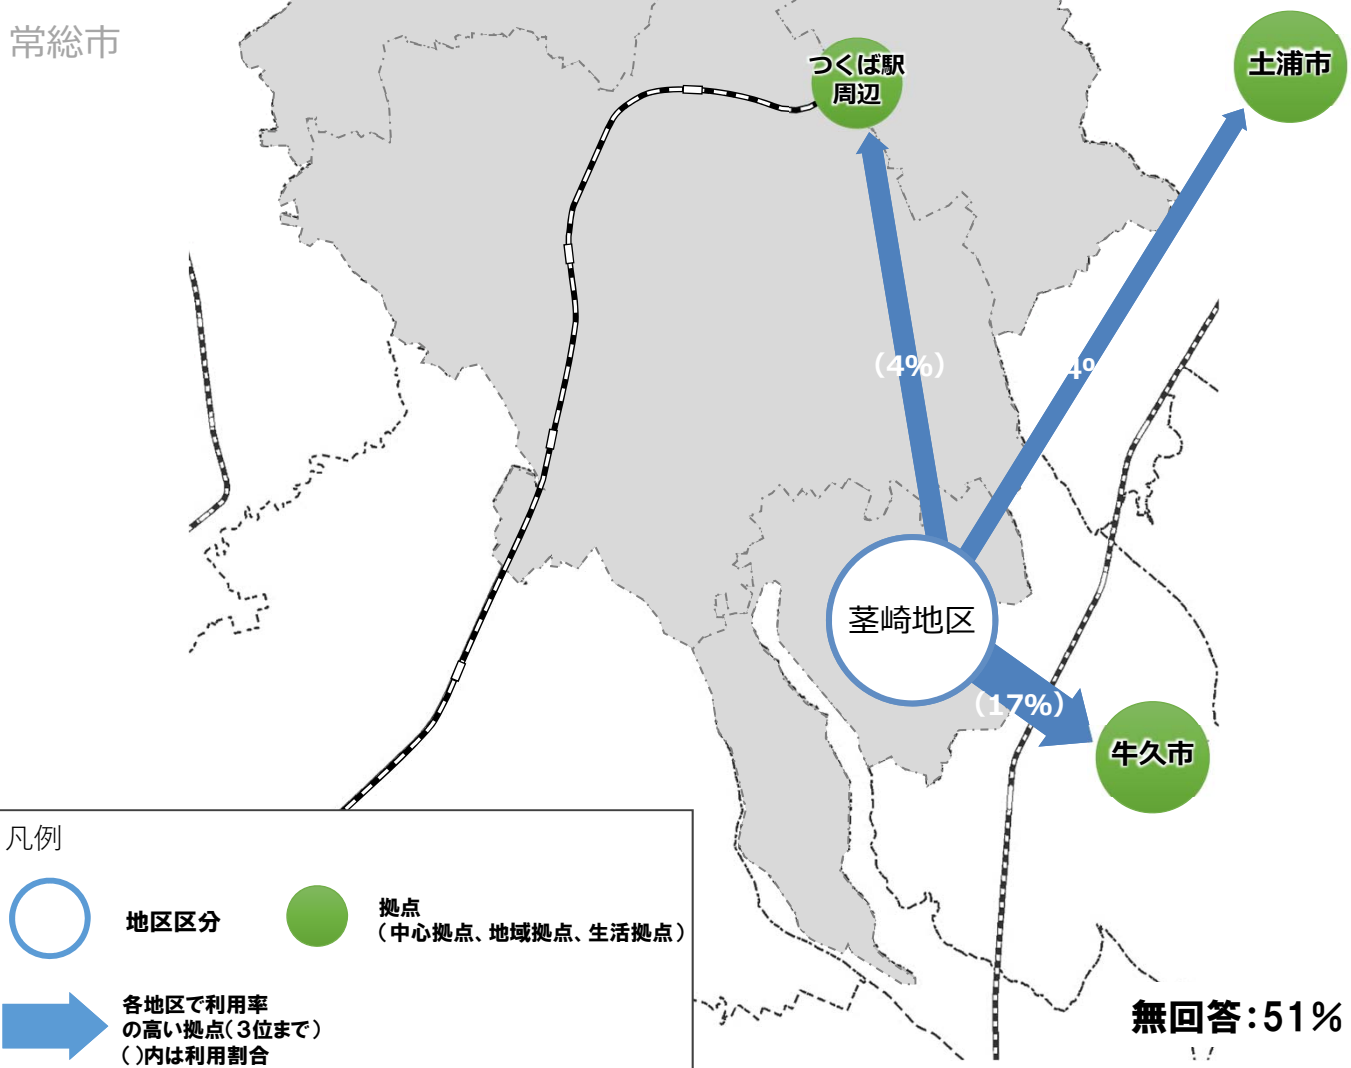 常総市
つくば駅
周辺
土浦市
（4%）
4%
茎崎地区
（17%）
牛久市
凡例
地区区分
拠点
（中心拠点、地域拠点、生活拠点）
各地区で利用率
の高い拠点（３位まで）
（ ）内は利用割合
無回答：51%